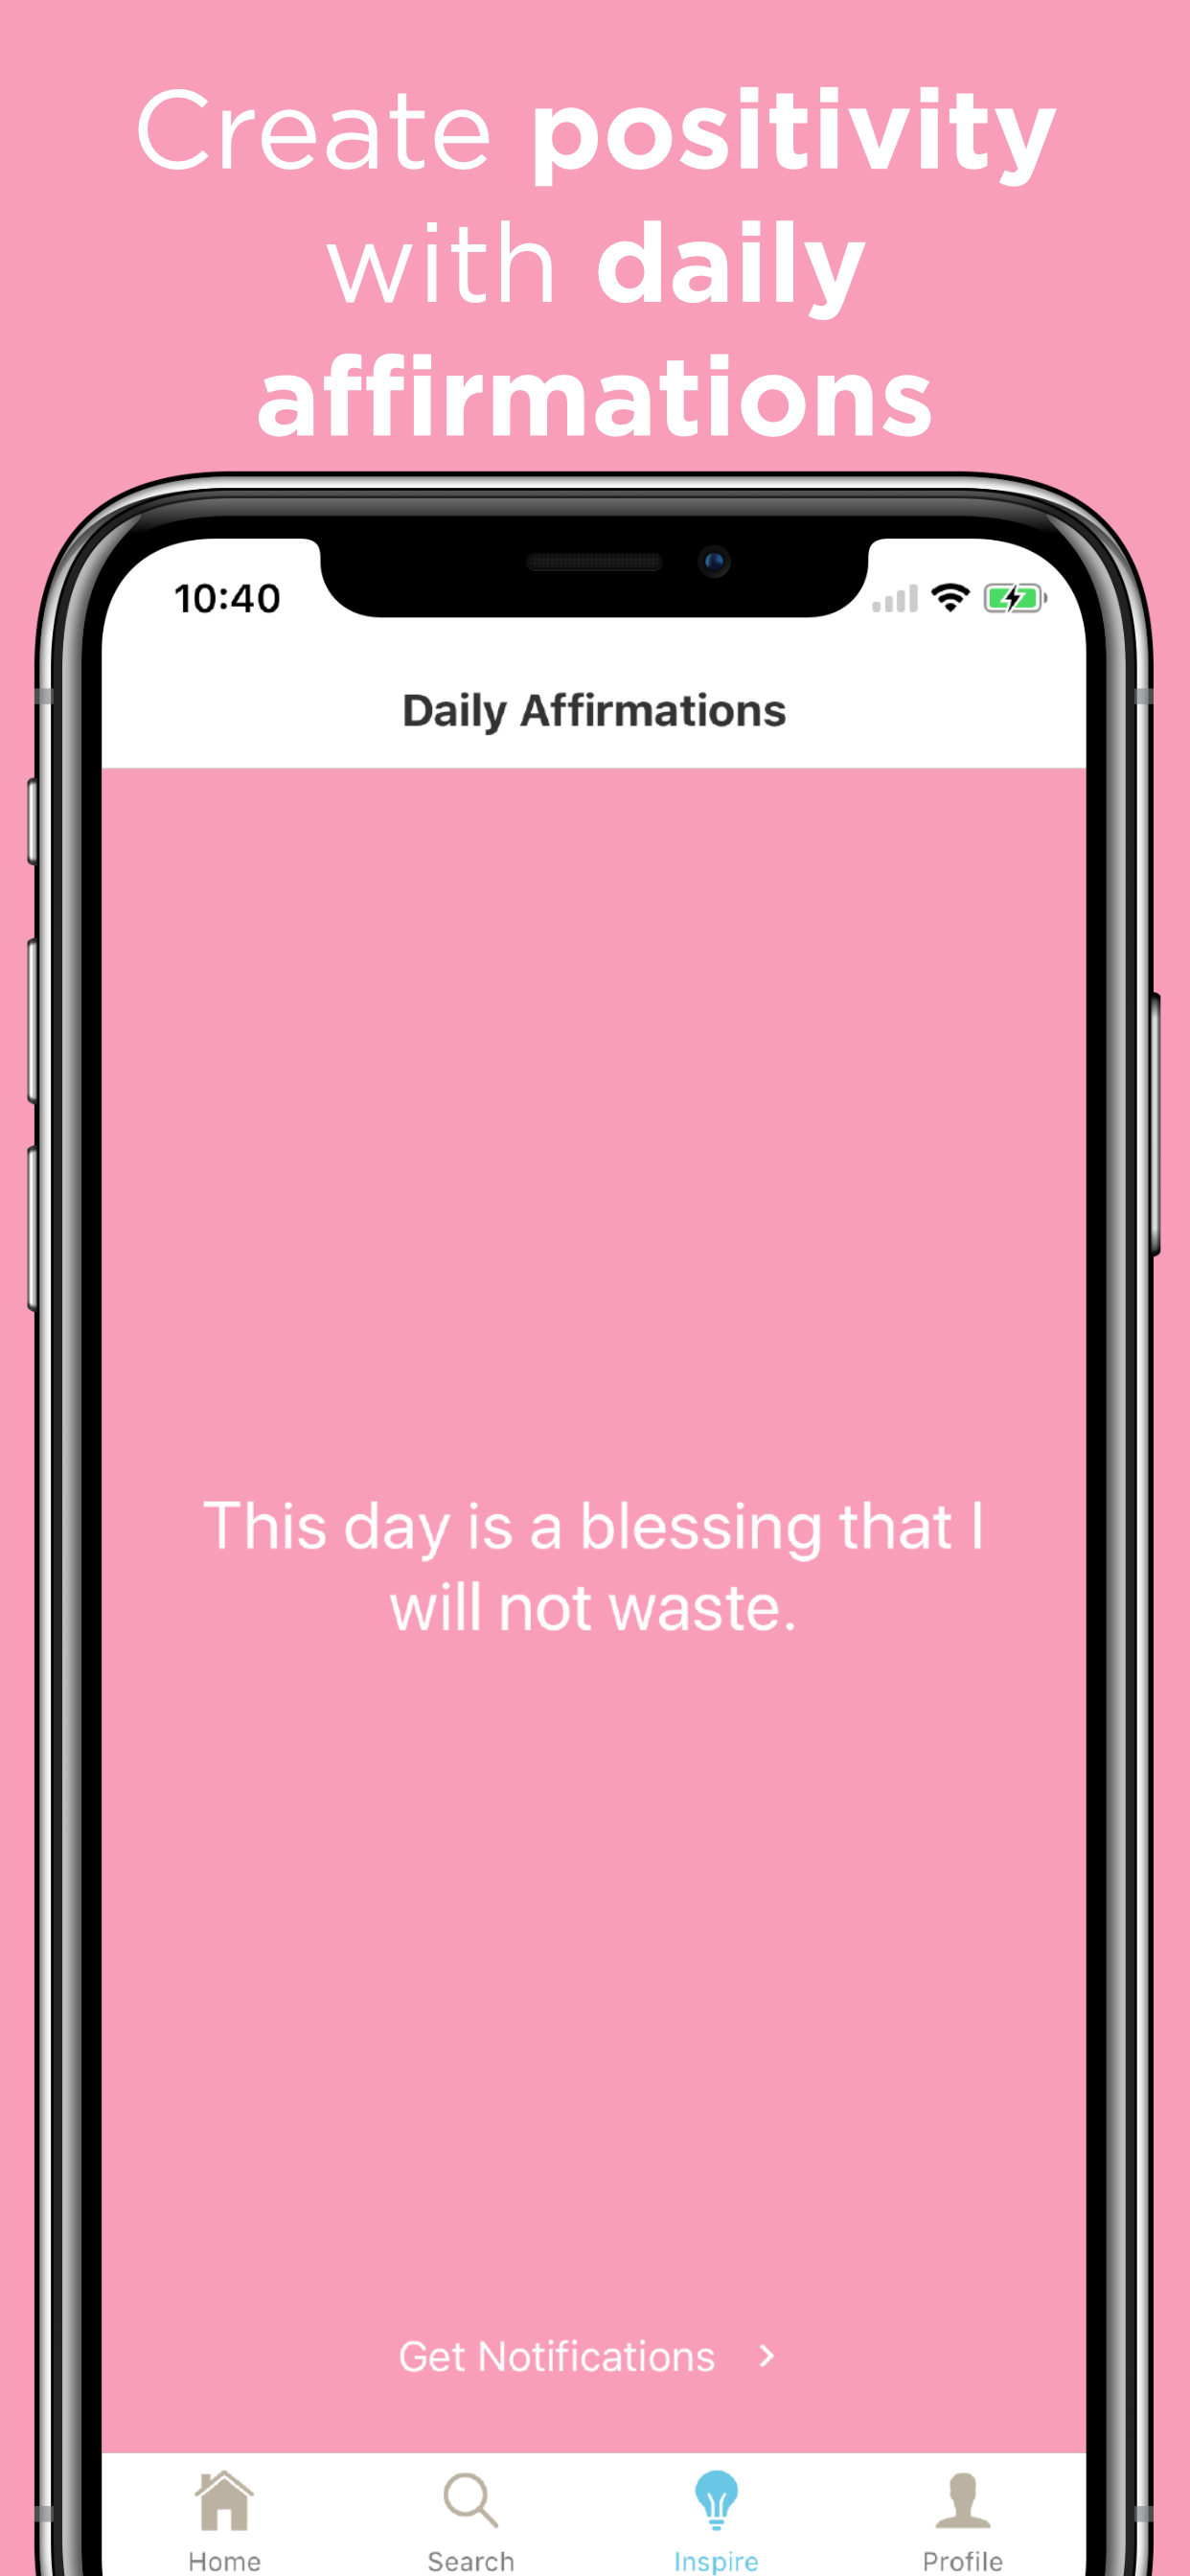 Create positivity
with daily
affirmations
10:40
Daily Affirmations
This day is a blessing that I
will not waste.
Get Notifications
Home Search Inspire Profile